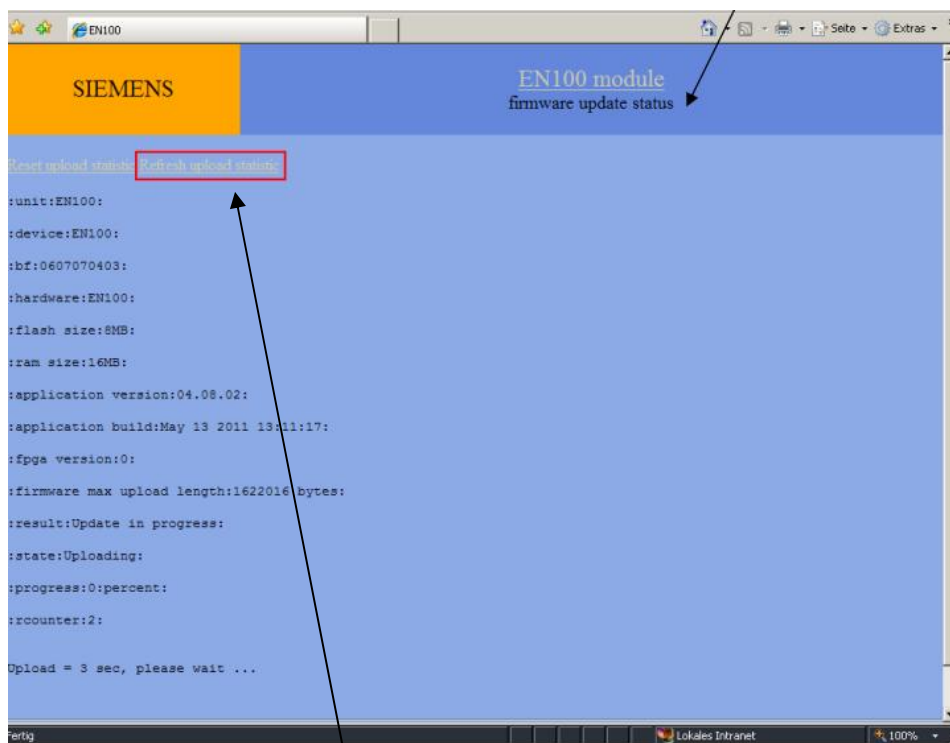 EN100
Seite
Extras
SIEMENS
EN100 module
firmware update status
Reset upload statistic Refresh upload statistic
:unit:EN100:
:device:EN100:
:bf:0607070403:
:hardware:EN100:
:flash size:8MB:
:ram size:16MB:
:application version:04.08.02:
:application build:May 13 2011 13:11:17:
:fpga version:0:
:firmware max upload length:1622016 bytes:
:result:Update in progress:
:state:Uploading:
:progress:0:percent:
:rcounter:2:
Upload = 3 sec, please wait ...
Fertig
Lokales Intranet
100%